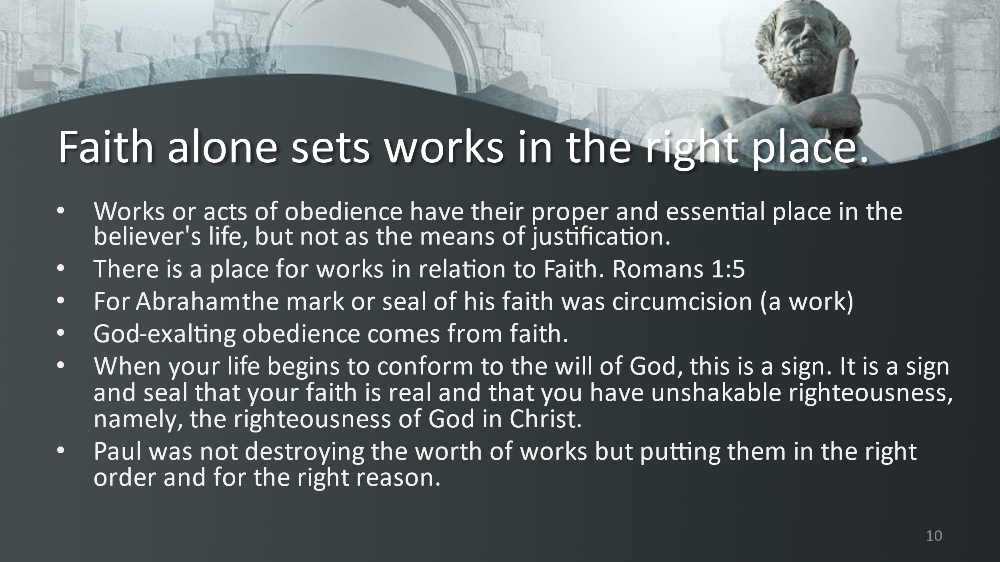 Faith alone sets works in the right place.
• Works or acts of obedience have their proper and essential place in the
believer's life, but not as the means of justification.
• There is a place for works in relation to Faith. Romans 1:5
• For Abrahamthe mark or seal of his faith was circumcision (a work)
• God-exalting obedience comes from faith.
• When your life begins to conform to the will of God, this is a sign. It is a sign
and seal that your faith is real and that you have unshakable righteousness,
namely, the righteousness of God in Christ.
• Paul was not destroying the worth of works but putting them in the right
order and for the right reason.
10